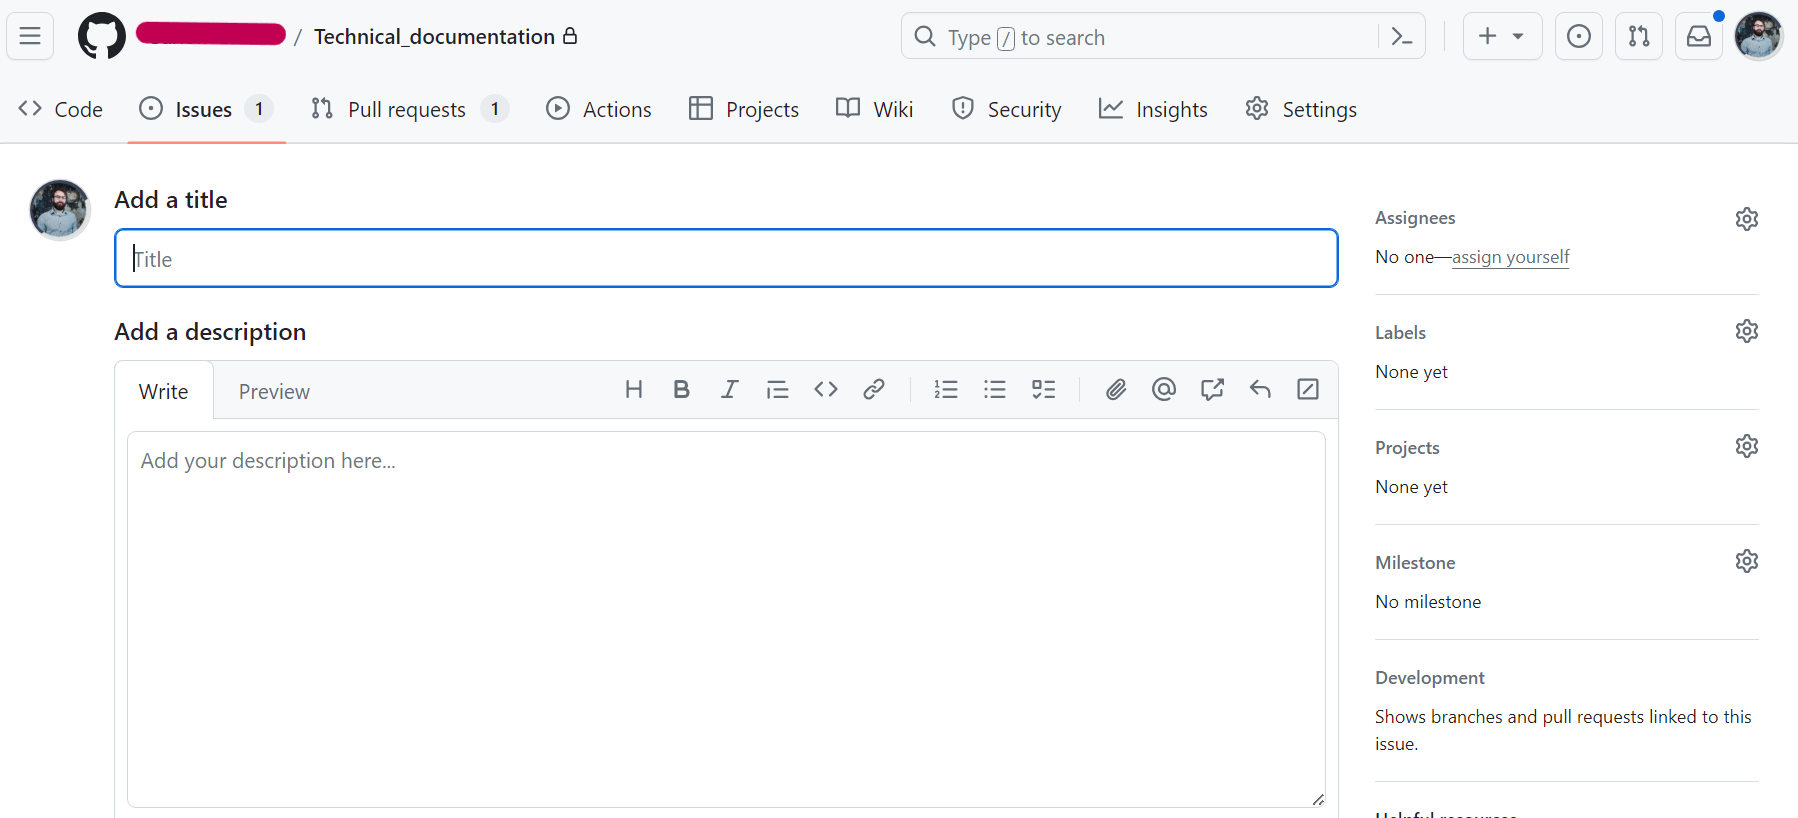 / Technical_documentation
Type / to search
Code Issues 1 Pull requests 1 Actions Projects Wiki Security Insights Settings
Add a title
Title
Add a description
Write Preview
Add your description here...
Assignees
No one—assign yourself
Labels
None yet
Projects
None yet
Milestone
No milestone
Development
Shows branches and pull requests linked to this
issue.
Helpful resources